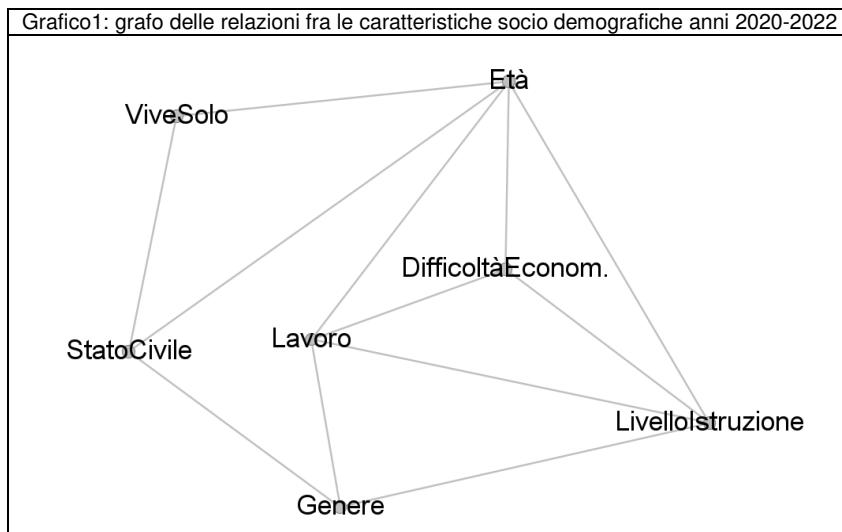 Grafico1: grafo delle relazioni fra le caratteristiche socio demografiche anni 2020-2022
Età
ViveSolo
DifficoltàEconom.
Lavoro
StatoCivile
LivelloIstruzione
Genere